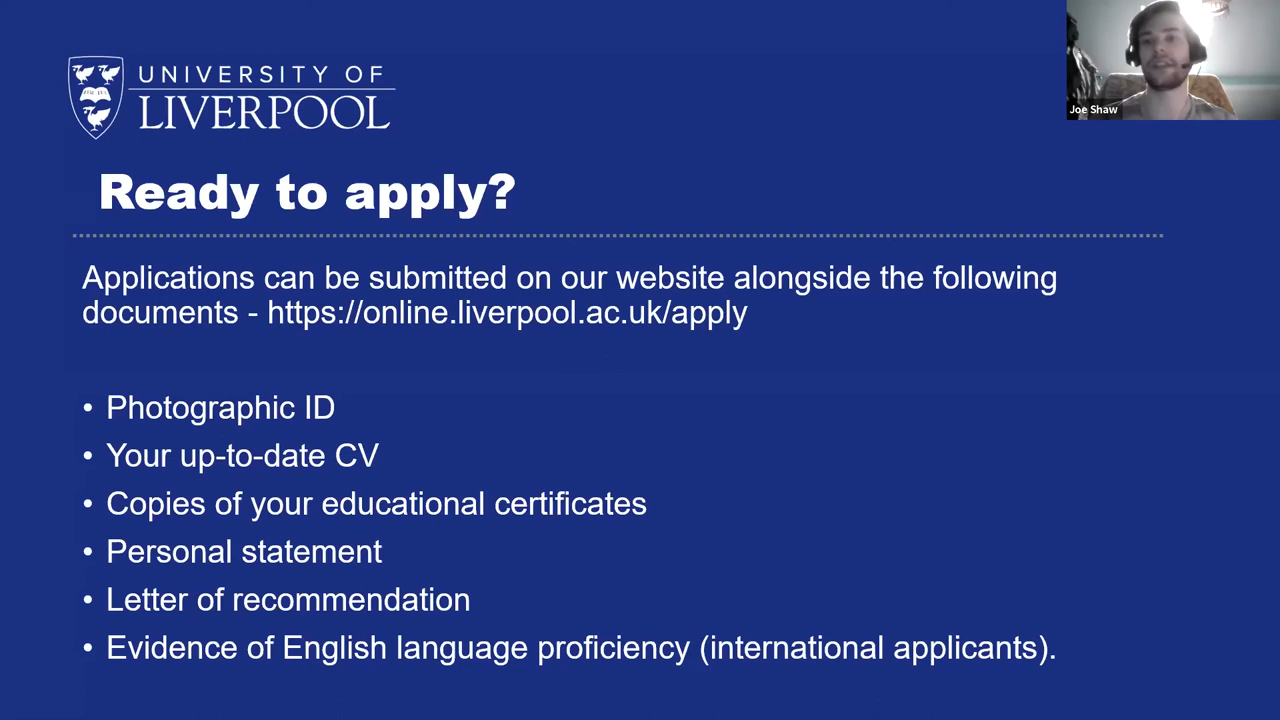 UNIVERSITY OF
LIVERPOOL
Joe Shaw
Ready to apply?
Applications can be submitted on our website alongside the following
documents - https://online.liverpool.ac.uk/apply
• Photographic ID
• Your up-to-date CV
• Copies of your educational certificates
• Personal statement
• Letter of recommendation
• Evidence of English language proficiency (international applicants).